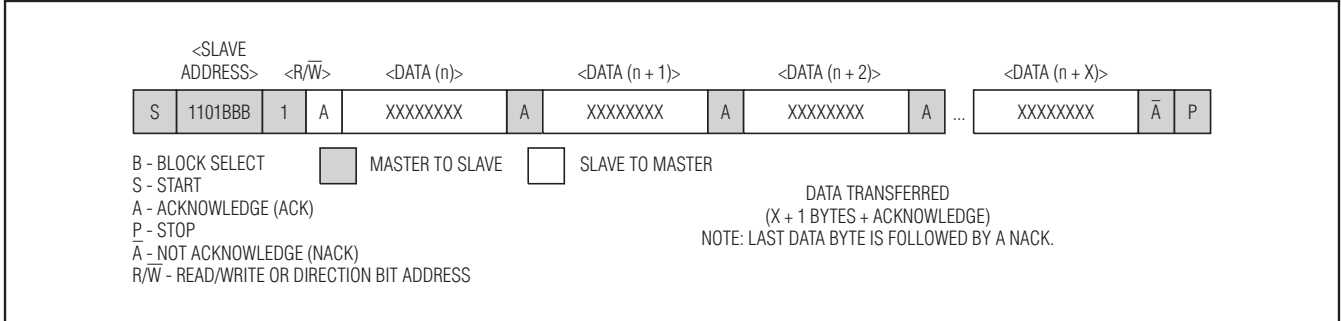 <SLAVE
ADDRESS> <R/W̅> <DATA (n)> <DATA (n + 1)> <DATA (n + 2)> <DATA (n + X)>
S 1101BBB 1 A XXXXXXXX A XXXXXXXX A XXXXXXXX A ... XXXXXXXX A̅ P
B - BLOCK SELECT MASTER TO SLAVE SLAVE TO MASTER
S - START
A - ACKNOWLEDGE (ACK)
P - STOP
A̅ - NOT ACKNOWLEDGE (NACK)
R/W̅ - READ/WRITE OR DIRECTION BIT ADDRESS
DATA TRANSFERRED
(X + 1 BYTES + ACKNOWLEDGE)
NOTE: LAST DATA BYTE IS FOLLOWED BY A NACK.